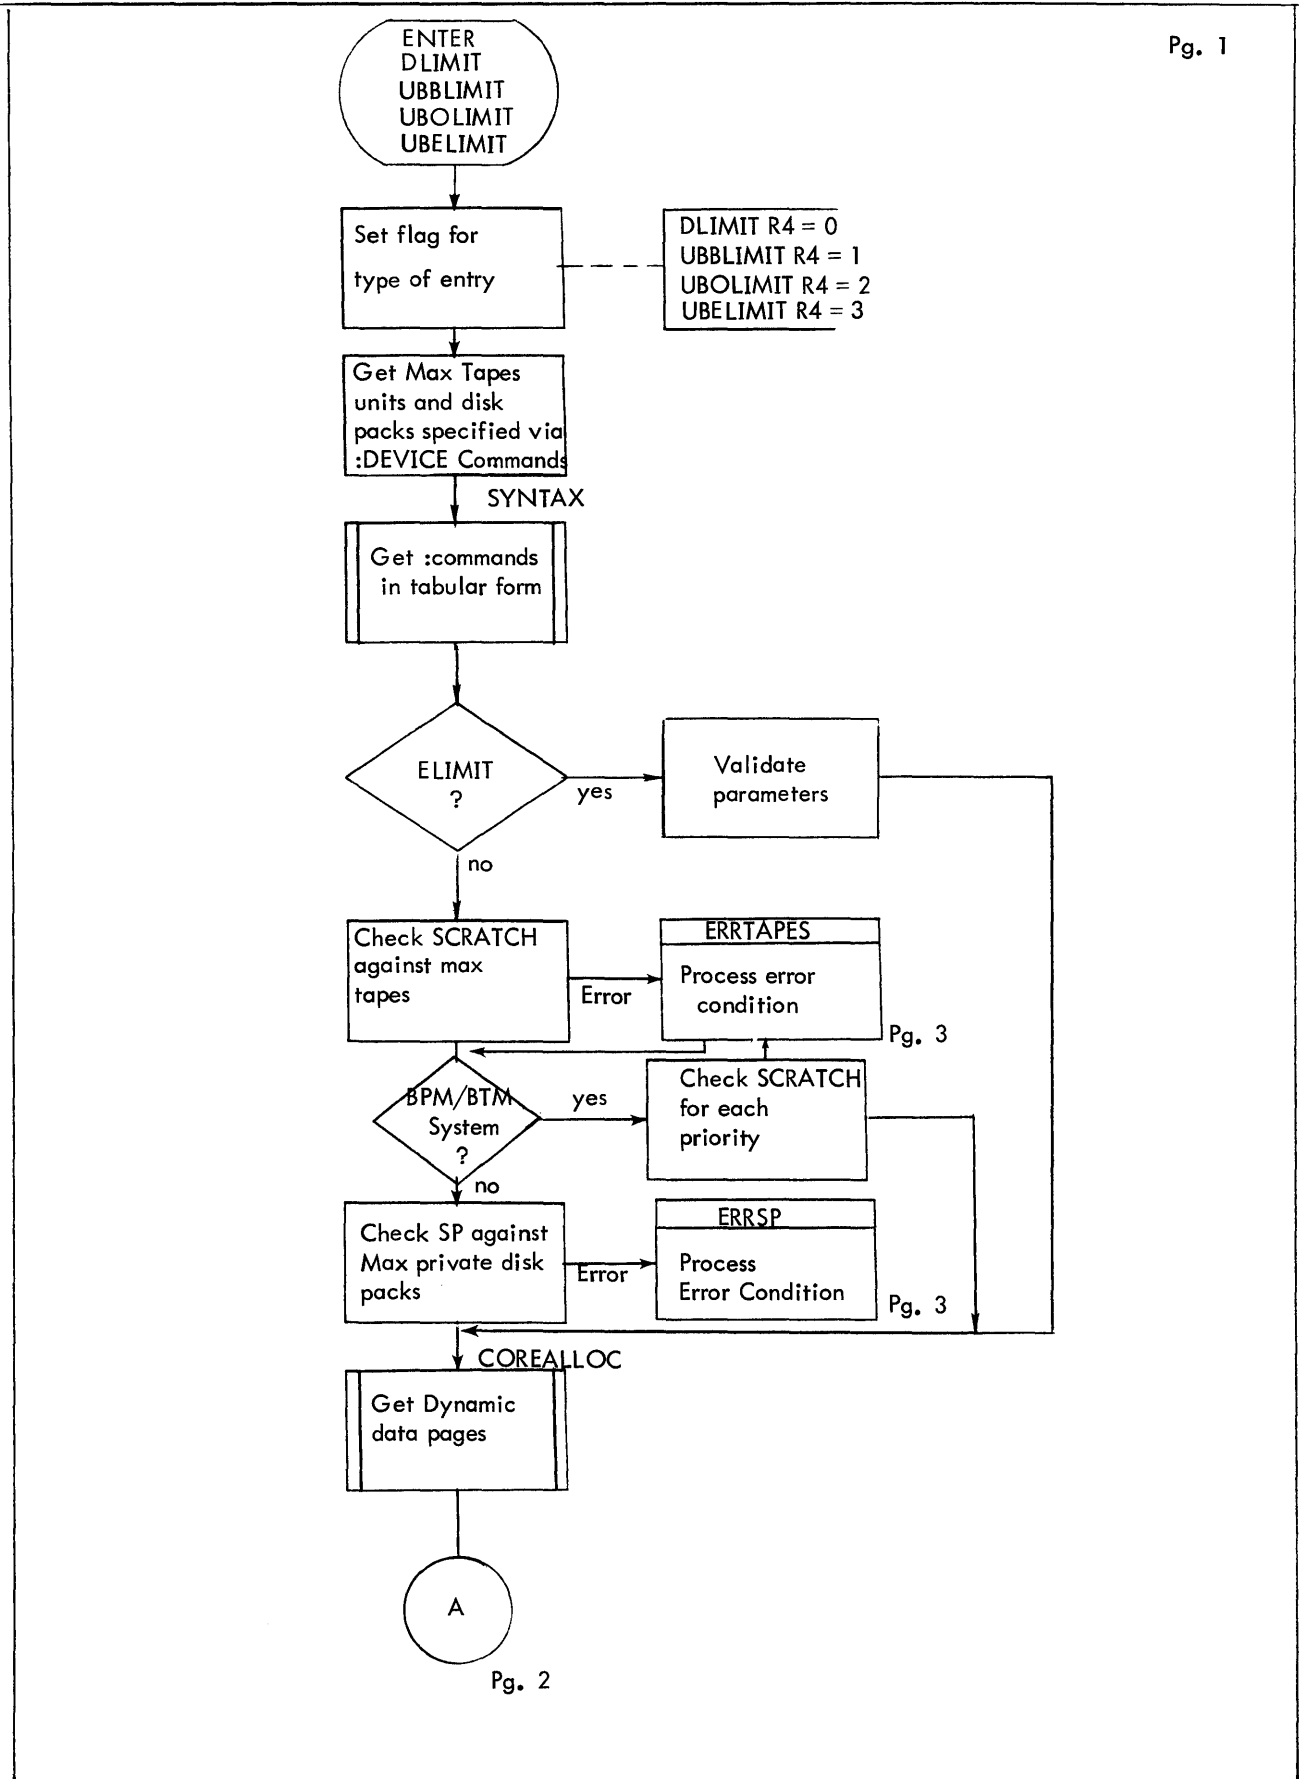 Pg. 1
ENTER
DLIMIT
UBBLIMIT
UBOLIMIT
UBELIMIT
Set flag for
type of entry
DLIMIT R4 = 0
UBBLIMIT R4 = 1
UBOLIMIT R4 = 2
UBELIMIT R4 = 3
Get Max Tapes
units and disk
packs specified via
:DEVICE Commands
SYNTAX
Get :commands
in tabular form
ELIMIT
?
yes
Validate
parameters
no
Check SCRATCH
against max
tapes
Error
ERRTAPES
Process error
condition
Pg. 3
BPM/BTM
System
?
yes
Check SCRATCH
for each
priority
no
Check SP against
Max private disk
packs
Error
ERRSP
Process
Error Condition
Pg. 3
COREALLOC
Get Dynamic
data pages
A
Pg. 2